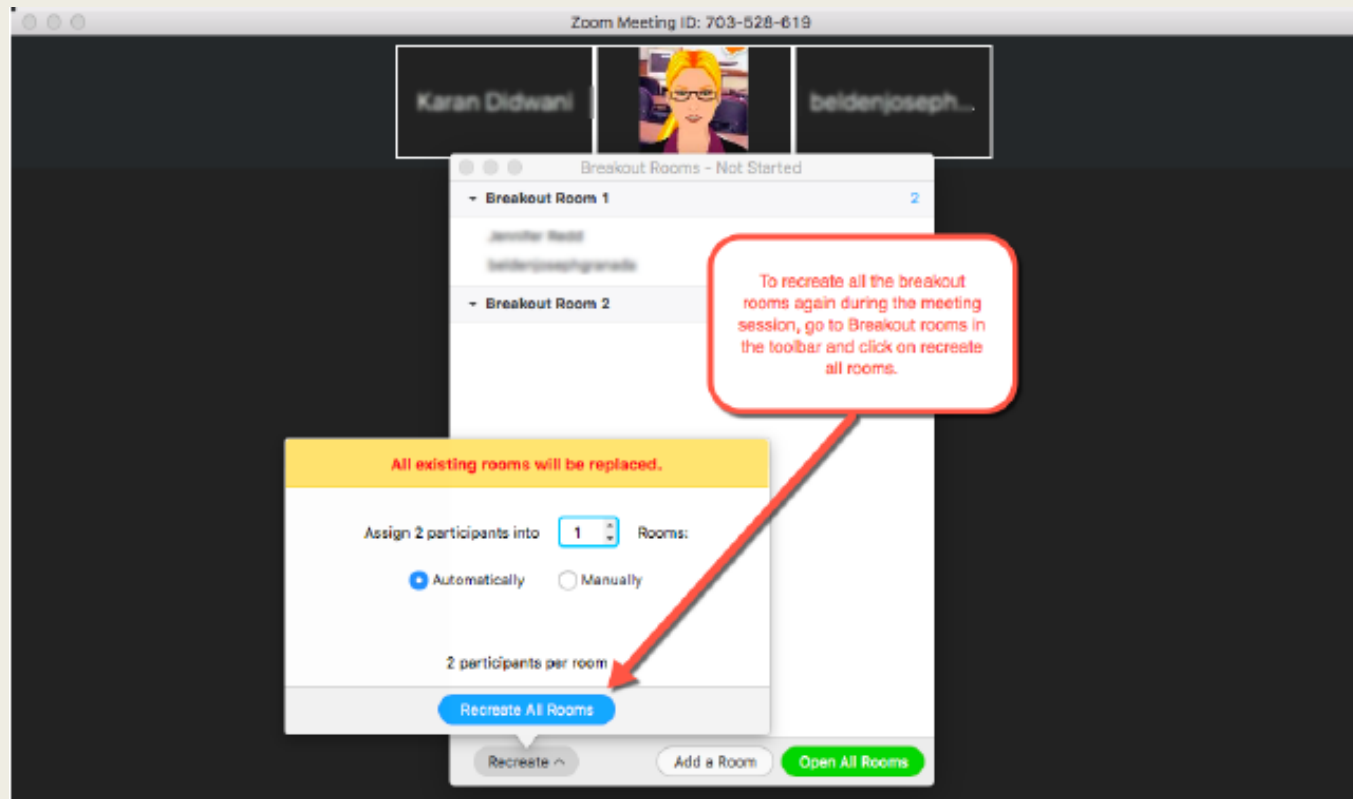 Zoom Meeting ID: 703-528-619
Karan Didwani
beldenjoseph...
Breakout Rooms - Not Started
Breakout Room 1 2
Jennifer Redd
beldenjosephgranada
Breakout Room 2
To recreate all the breakout
rooms again during the meeting
session, go to Breakout rooms in
the toolbar and click on recreate
all rooms.
All existing rooms will be replaced.
Assign 2 participants into 1 Rooms:
Automatically Manually
2 participants per room
Recreate All Rooms
Recreate Add a Room Open All Rooms